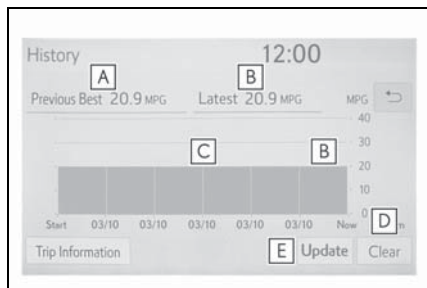 History 12:00
A B
Previous Best 20.9 MPG Latest 20.9 MPG MPG
40
30
C B
20
10
0
D
Start 03/10 03/10 03/10 03/10 03/10 Now
Trip Information E Update Clear